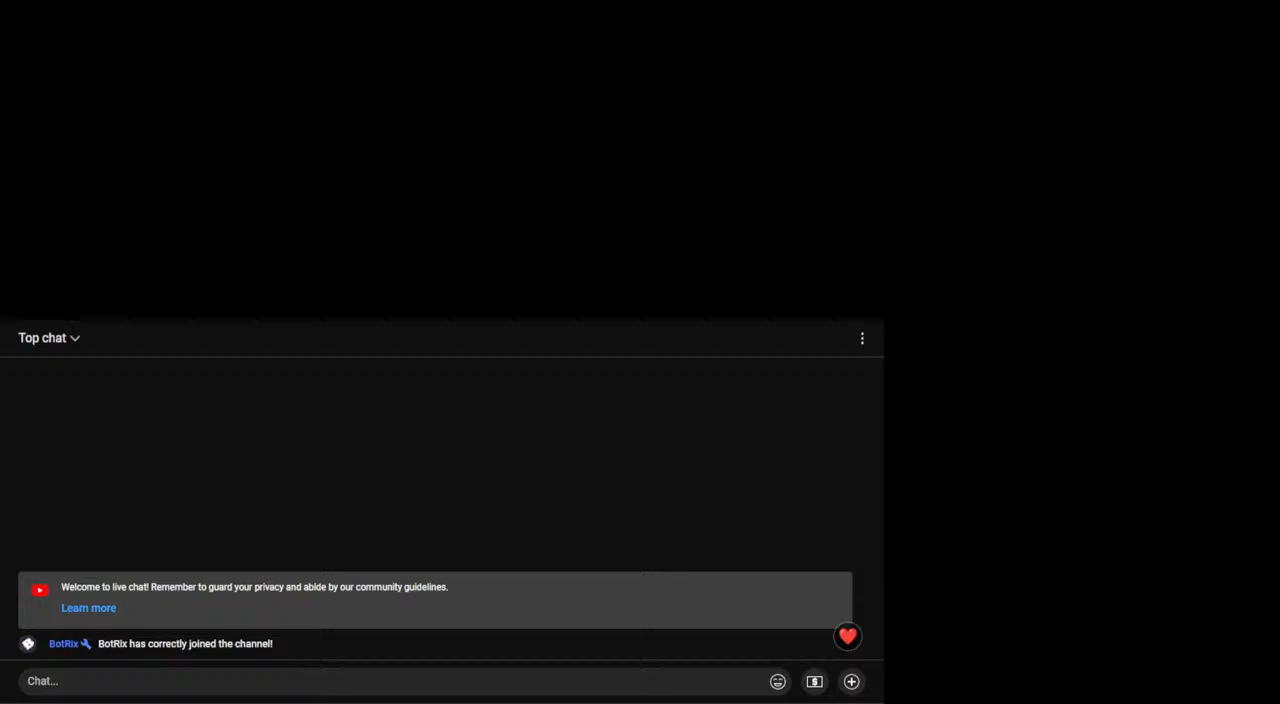 Top chat
Welcome to live chat! Remember to guard your privacy and abide by our community guidelines.
Learn more
BotRix BotRix has correctly joined the channel!
Chat...